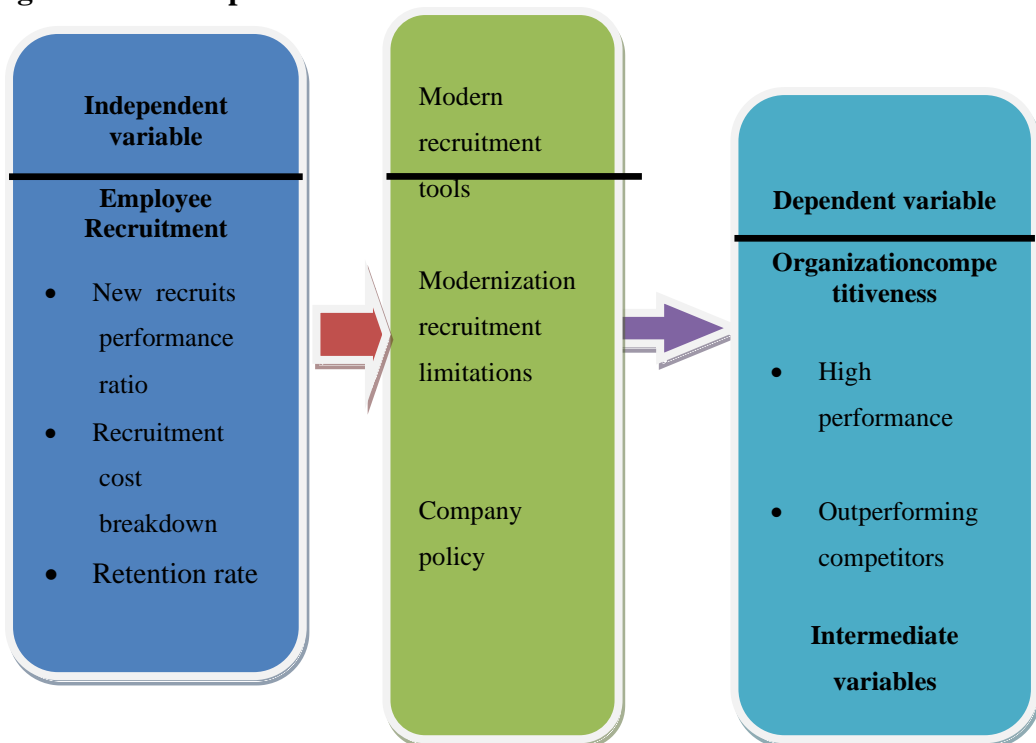 Independent
variable
Employee
Recruitment
• New recruits
performance
ratio
• Recruitment
cost
breakdown
• Retention rate
Modern
recruitment
tools
Modernization
recruitment
limitations
Company
policy
Dependent variable
Organizationcompe
titiveness
• High
performance
• Outperforming
competitors
Intermediate
variables